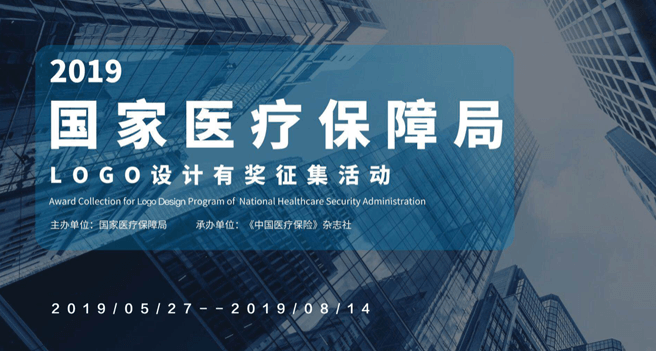 2019
国家医疗保障局
LOGO设计有奖征集活动
Award Collection for Logo Design Program of National Healthcare Security Administration
主办单位：国家医疗保障局 承办单位：《中国医疗保险》杂志社
2019/05/27--2019/08/14